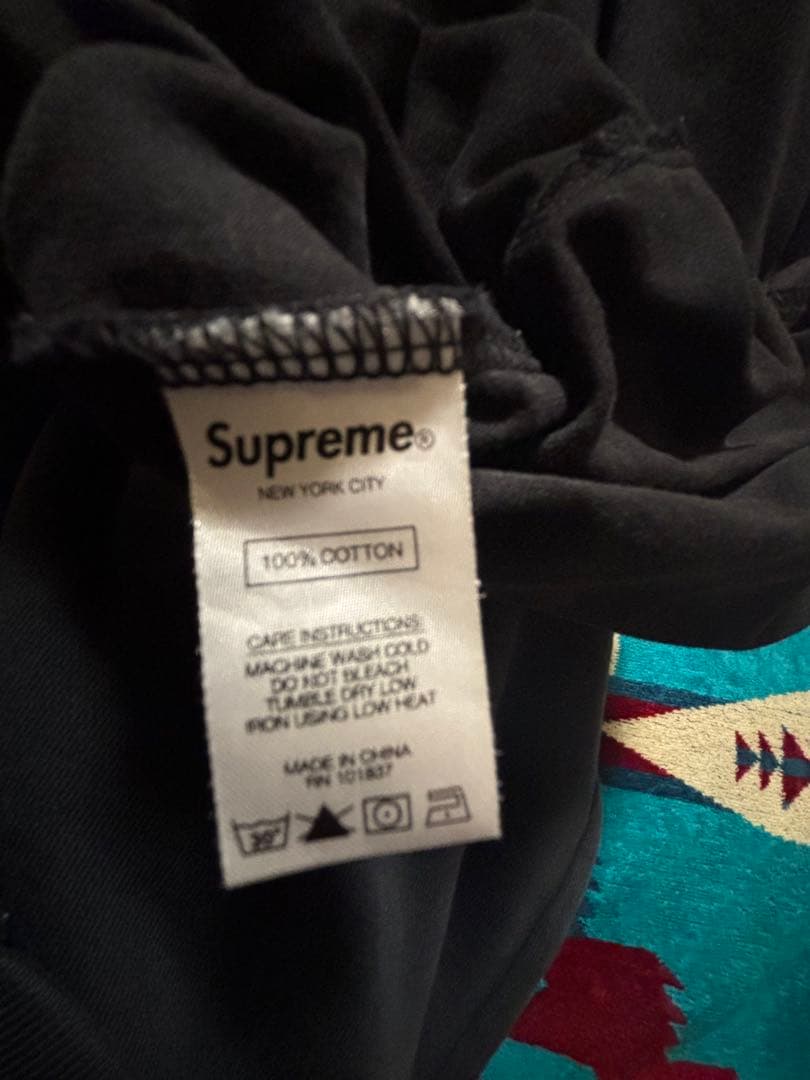 Supreme®
NEW YORK CITY
100% COTTON
CARE INSTRUCTIONS:
MACHINE WASH COLD
DO NOT BLEACH
TUMBLE DRY LOW
IRON USING LOW HEAT
MADE IN CHINA
RN 101837
30°